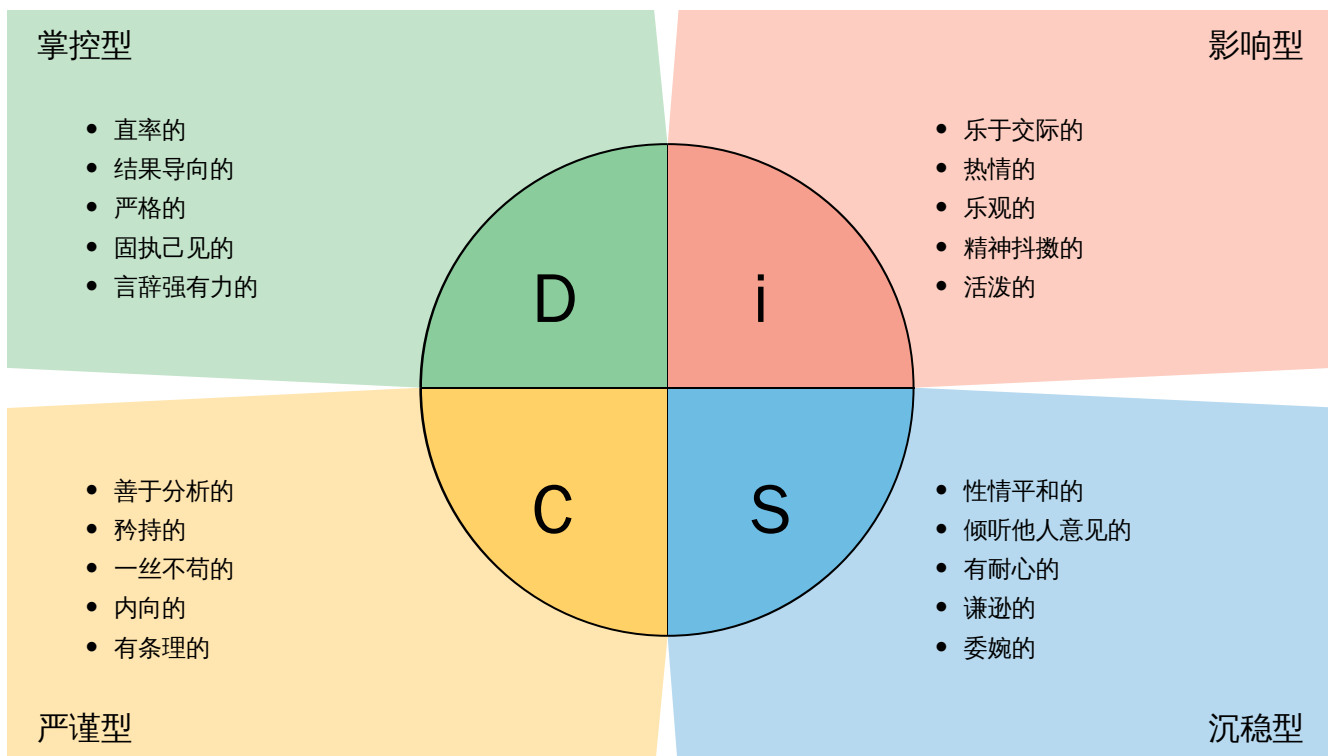 掌控型
直率的
结果导向的
严格的
固执己见的
言辞强有力的
影响型
乐于交际的
热情的
乐观的
精神抖擞的
活泼的
D
i
C
S
善于分析的
矜持的
一丝不苟的
内向的
有条理的
严谨型
性情平和的
倾听他人意见的
有耐心的
谦逊的
委婉的
沉稳型